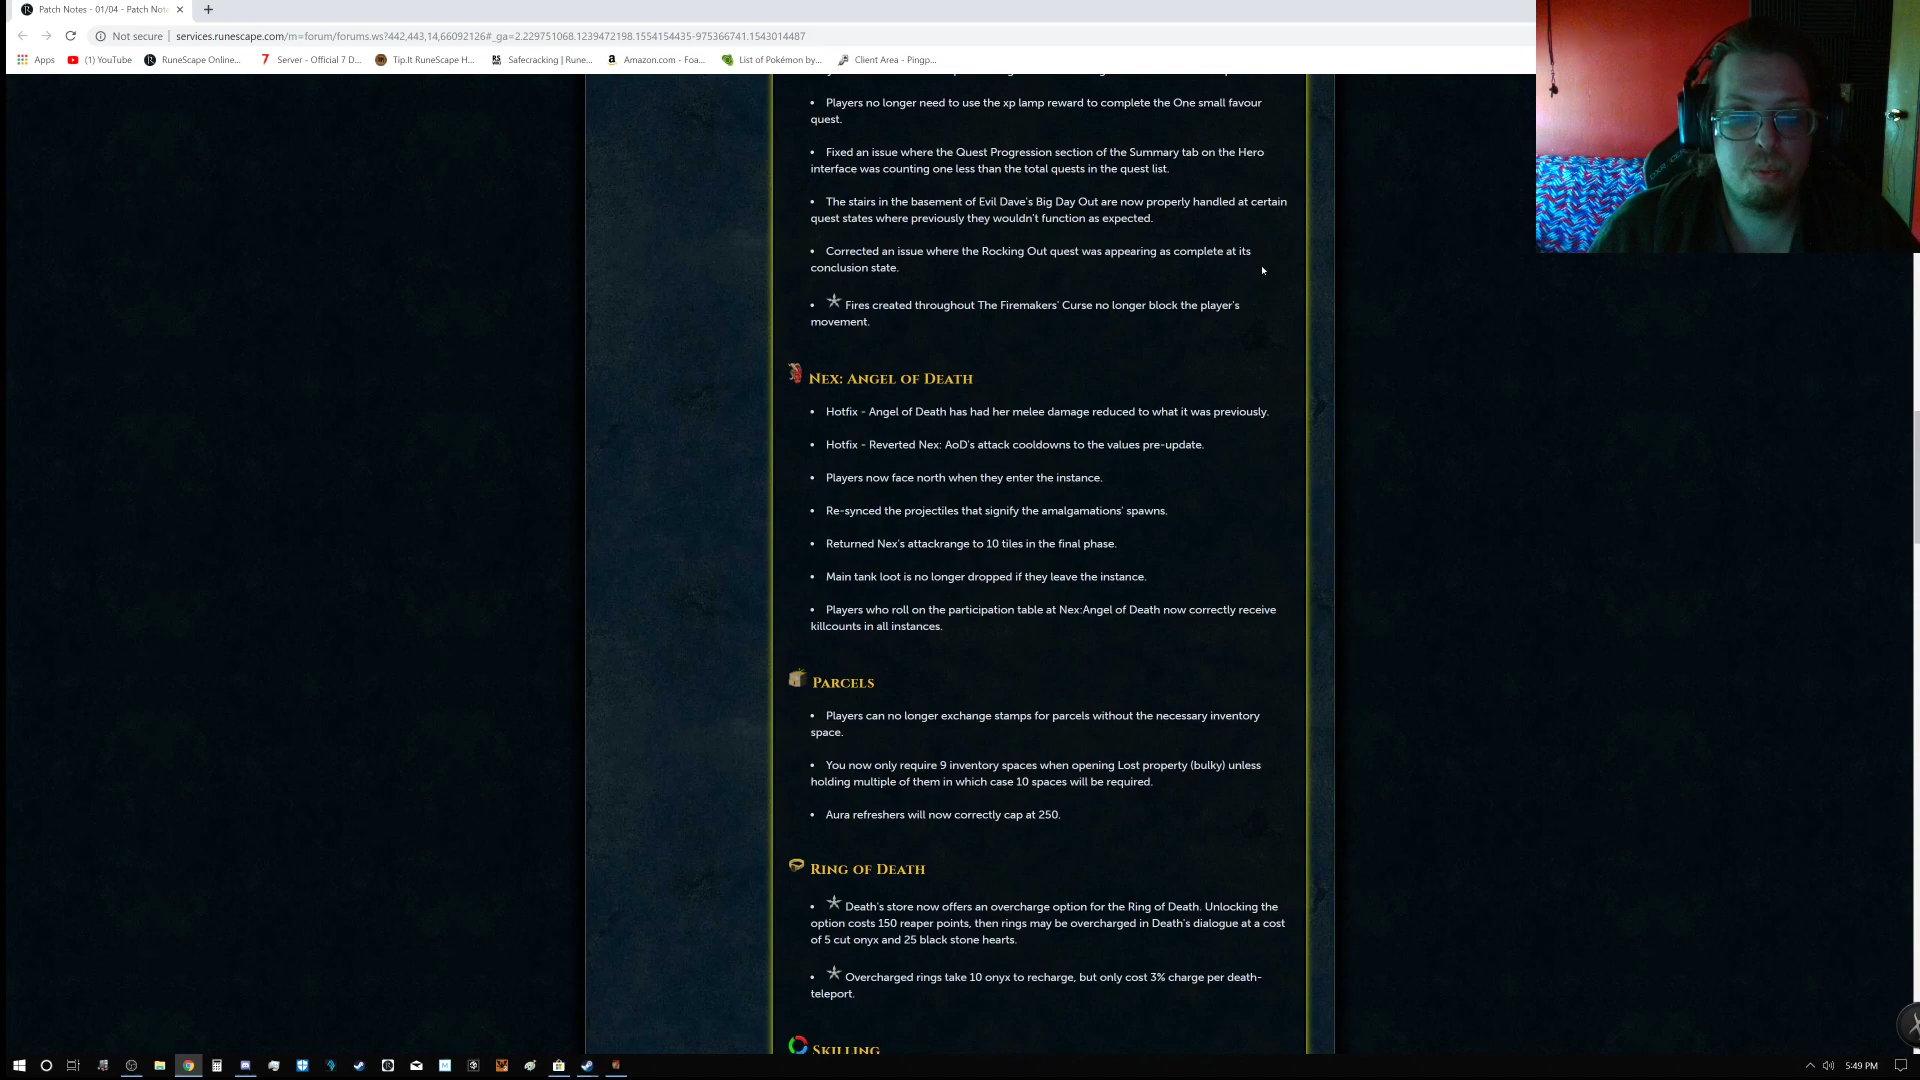 Patch Notes - 01/04 - Patch Not
Not secure | services.runescape.com/m=forum/forums.ws?442,443,14,66092126#_ga=2.229751068.1239472198.1554154435-975366741.1543014487
Apps (1) YouTube RuneScape Online... Server - Official 7 D... Tip.It RuneScape H... Safecracking | Rune... Amazon.com - Foa... List of Pokémon by... Client Area - Pingp...
• Players no longer need to use the xp lamp reward to complete the One small favour
quest.
• Fixed an issue where the Quest Progression section of the Summary tab on the Hero
interface was counting one less than the total quests in the quest list.
• The stairs in the basement of Evil Dave's Big Day Out are now properly handled at certain
quest states where previously they wouldn't function as expected.
• Corrected an issue where the Rocking Out quest was appearing as complete at its
conclusion state.
• Fires created throughout The Firemakers' Curse no longer block the player's
movement.
Nex: Angel of Death
• Hotfix - Angel of Death has had her melee damage reduced to what it was previously.
• Hotfix - Reverted Nex: AoD's attack cooldowns to the values pre-update.
• Players now face north when they enter the instance.
• Re-synced the projectiles that signify the amalgamations' spawns.
• Returned Nex's attackrange to 10 tiles in the final phase.
• Main tank loot is no longer dropped if they leave the instance.
• Players who roll on the participation table at Nex:Angel of Death now correctly receive
killcounts in all instances.
Parcels
• Players can no longer exchange stamps for parcels without the necessary inventory
space.
• You now only require 9 inventory spaces when opening Lost property (bulky) unless
holding multiple of them in which case 10 spaces will be required.
• Aura refreshers will now correctly cap at 250.
Ring of Death
• Death's store now offers an overcharge option for the Ring of Death. Unlocking the
option costs 150 reaper points, then rings may be overcharged in Death's dialogue at a cost
of 5 cut onyx and 25 black stone hearts.
• Overcharged rings take 10 onyx to recharge, but only cost 3% charge per death-
teleport.
Skilling
5:49 PM